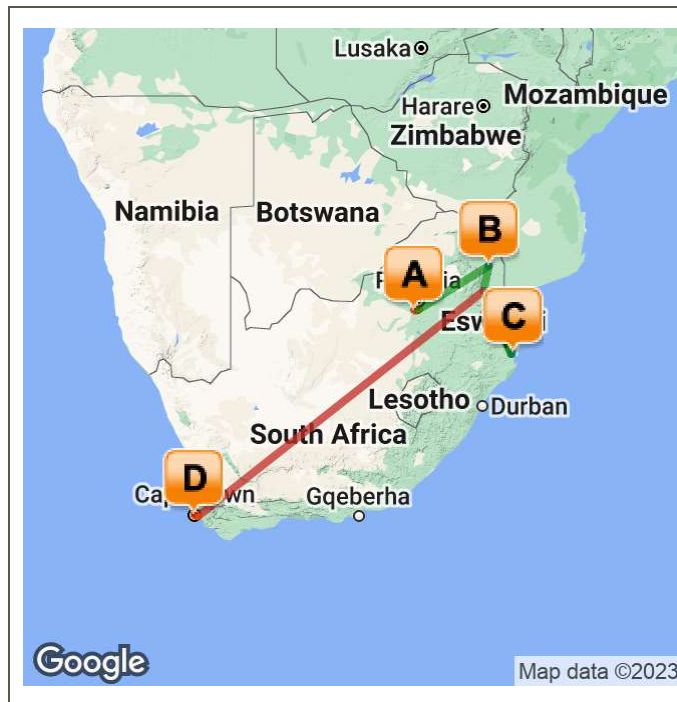 Lusaka
Harare
Mozambique
Zimbabwe
Namibia
Botswana
B
A
C
Lesotho
Durban
South Africa
D
Gqeberha
Google
Map data ©2023